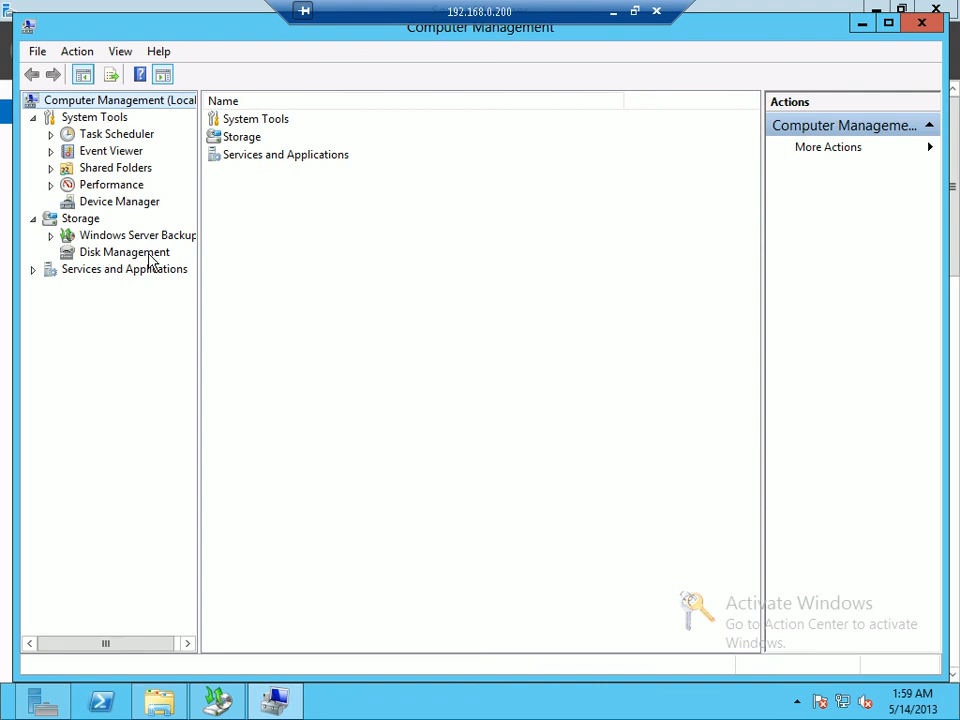 192.168.0.200
Computer Management
File Action View Help
Computer Management (Local
System Tools
Task Scheduler
Event Viewer
Shared Folders
Performance
Device Manager
Storage
Windows Server Backup
Disk Management
Services and Applications
Name
System Tools
Storage
Services and Applications
Actions
Computer Manageme...
More Actions
Activate Windows
Go to Action Center to activate
Windows.
1:59 AM
5/14/2013